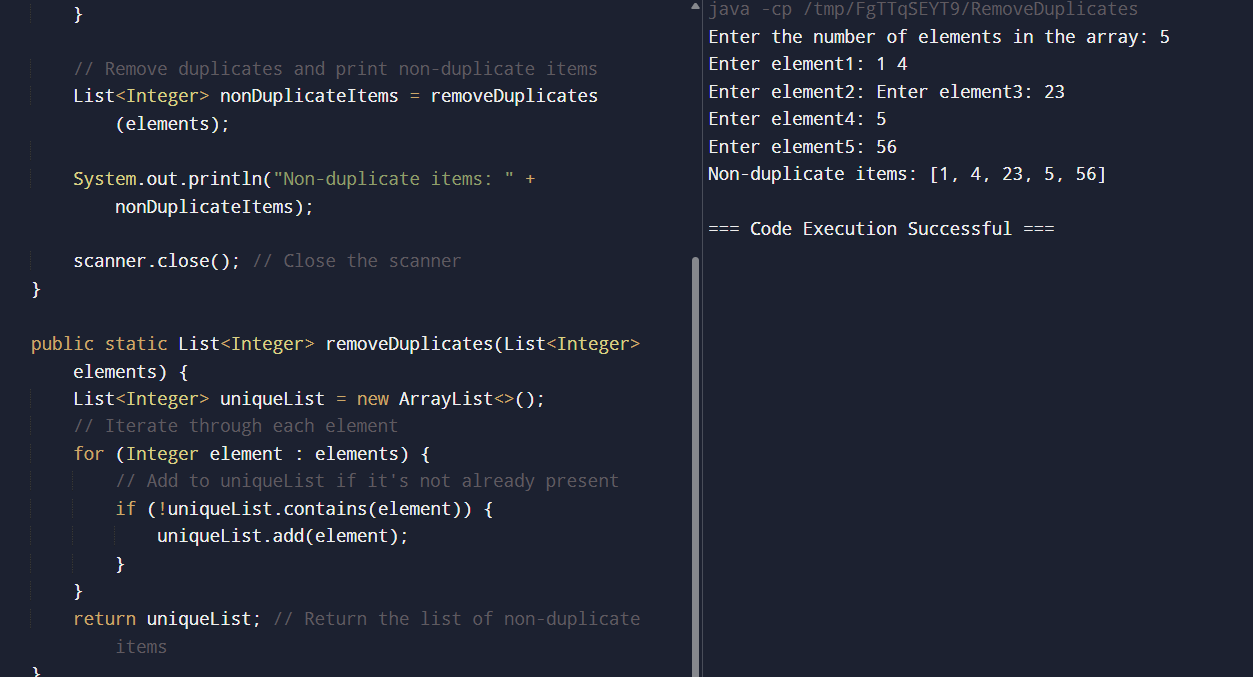 }
// Remove duplicates and print non-duplicate items
List<Integer> nonDuplicateItems = removeDuplicates
(elements);
System.out.println("Non-duplicate items: " +
nonDuplicateItems);
scanner.close(); // Close the scanner
}
public static List<Integer> removeDuplicates(List<Integer>
elements) {
List<Integer> uniqueList = new ArrayList<>();
// Iterate through each element
for (Integer element : elements) {
// Add to uniqueList if it's not already present
if (!uniqueList.contains(element)) {
uniqueList.add(element);
}
}
return uniqueList; // Return the list of non-duplicate
items
}
java -cp /tmp/FgTTqSEYT9/RemoveDuplicates
Enter the number of elements in the array: 5
Enter element1: 1 4
Enter element2: Enter element3: 23
Enter element4: 5
Enter element5: 56
Non-duplicate items: [1, 4, 23, 5, 56]
=== Code Execution Successful ===